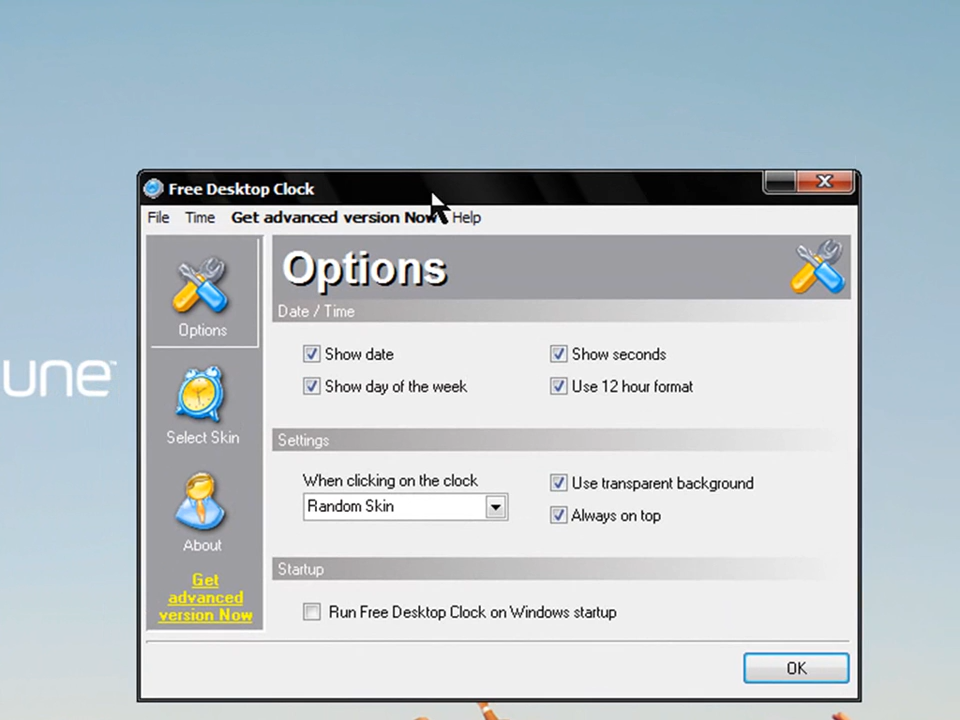 Free Desktop Clock
File Time Get advanced version Now Help
Options
Date / Time
Options
Show date
Show seconds
Show day of the week
Use 12 hour format
une™
Select Skin
Settings
When clicking on the clock
Use transparent background
Random Skin
Always on top
About
Startup
Get
advanced
version Now
Run Free Desktop Clock on Windows startup
OK